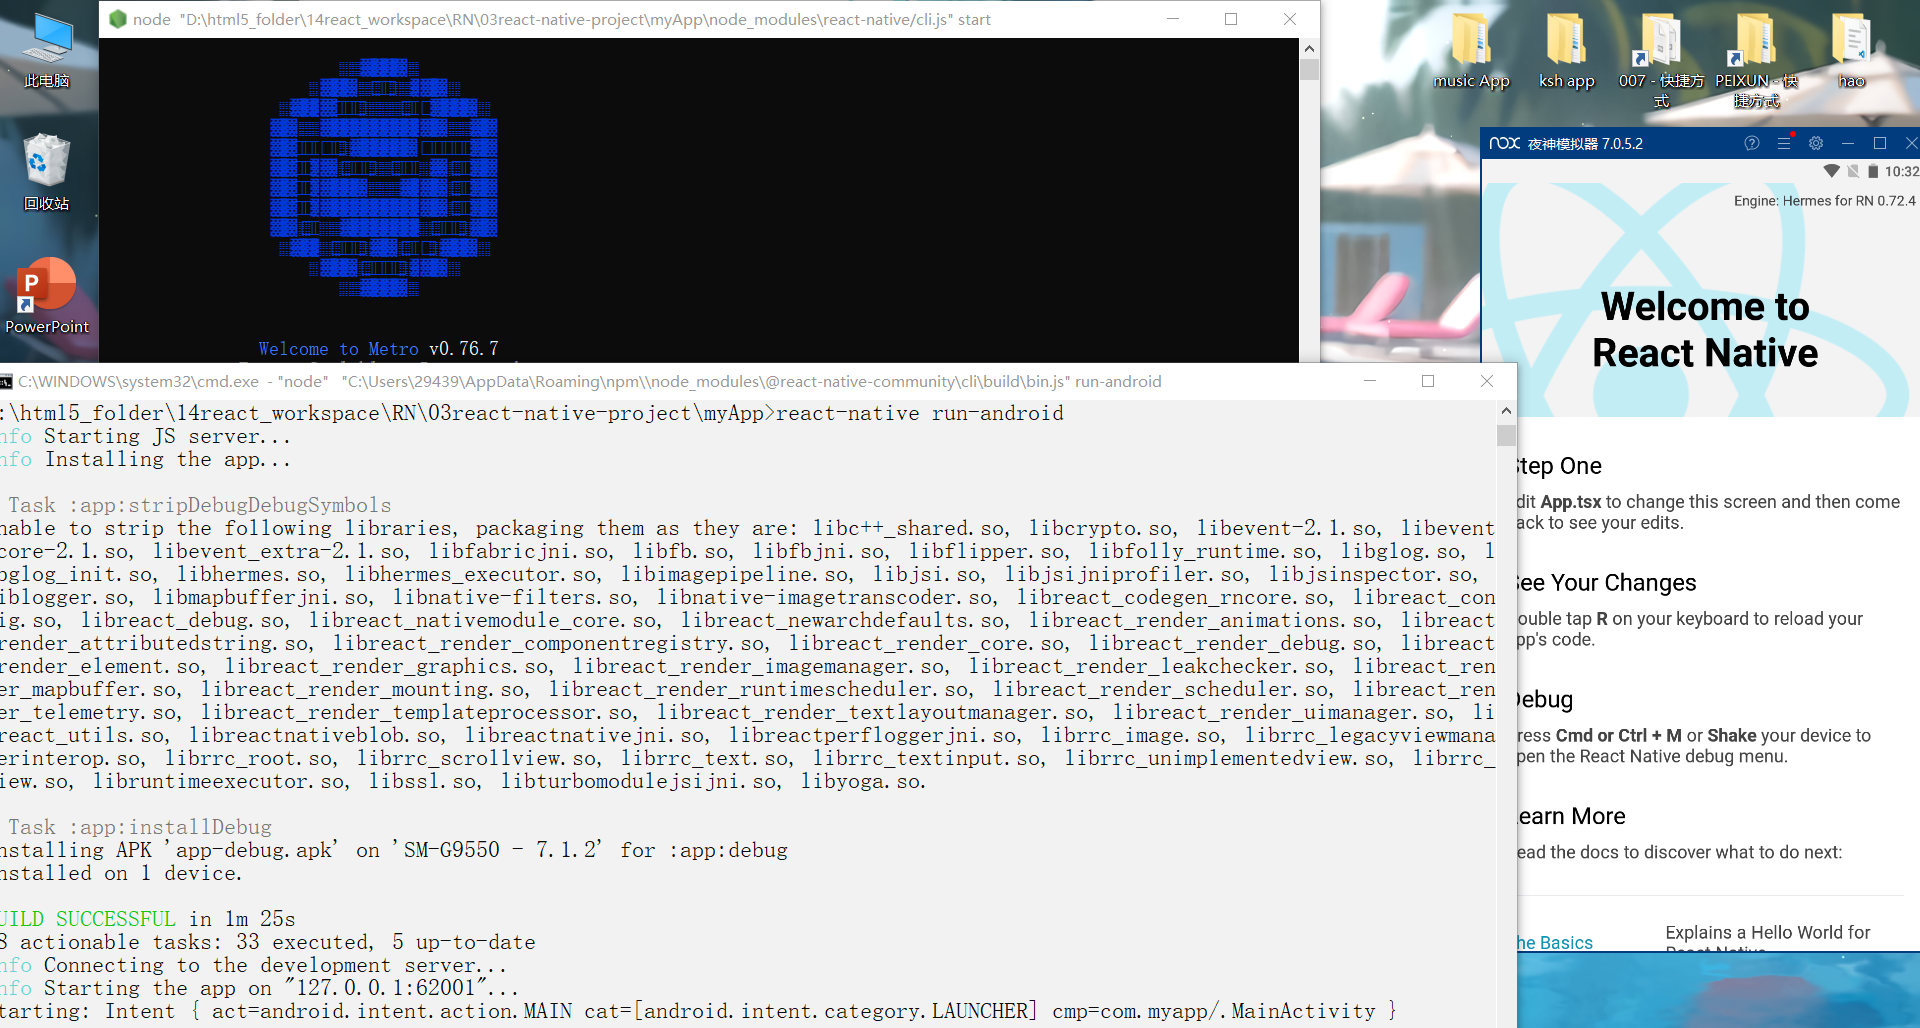 此电脑
回收站
PowerPoint
node "D:\html5_folder\14react_workspace\RN\03react-native-project\myApp\node_modules\react-native/cli.js" start
Welcome to Metro v0.76.7
music App
ksh app
007 - 快捷方式
PEIXUN - 快捷方式
hao
nox 夜神模拟器 7.0.5.2
10:32
Engine: Hermes for RN 0.72.4
Welcome to
React Native
Step One
dit App.tsx to change this screen and then come
ack to see your edits.
See Your Changes
ouble tap R on your keyboard to reload your
pp's code.
Debug
ress Cmd or Ctrl + M or Shake your device to
pen the React Native debug menu.
Learn More
ead the docs to discover what to do next:
he Basics
Explains a Hello World for
React Native
C:\WINDOWS\system32\cmd.exe - "node" "C:\Users\29439\AppData\Roaming\npm\\node_modules\@react-native-community\cli\build\bin.js" run-android
:\html5_folder\14react_workspace\RN\03react-native-project\myApp>react-native run-android
nfo Starting JS server...
nfo Installing the app...
Task :app:stripDebugDebugSymbols
nable to strip the following libraries, packaging them as they are: libc++_shared.so, libcrypto.so, libevent-2.1.so, libevent
core-2.1.so, libevent_extra-2.1.so, libfabricjni.so, libfb.so, libfbjni.so, libflipper.so, libfolly_runtime.so, libglog.so, l
bglog_init.so, libhermes.so, libhermes_executor.so, libimagepipeline.so, libjsi.so, libjsijniprofiler.so, libjsinspector.so,
iblogger.so, libmapbufferjni.so, libnative-filters.so, libnative-imagetranscoder.so, libreact_codegen_rncore.so, libreact_con
ig.so, libreact_debug.so, libreact_nativemodule_core.so, libreact_newarchdefaults.so, libreact_render_animations.so, libreact
render_attributedstring.so, libreact_render_componentregistry.so, libreact_render_core.so, libreact_render_debug.so, libreact
render_element.so, libreact_render_graphics.so, libreact_render_imagemanager.so, libreact_render_leakchecker.so, libreact_ren
er_mapbuffer.so, libreact_render_mounting.so, libreact_render_runtimescheduler.so, libreact_render_scheduler.so, libreact_ren
er_telemetry.so, libreact_render_templateprocessor.so, libreact_render_textlayoutmanager.so, libreact_render_uimanager.so, li
react_utils.so, libreactnativeblob.so, libreactnativejni.so, libreactperfloggerjni.so, librrc_image.so, librrc_legacyviewmana
erinterop.so, librrc_root.so, librrc_scrollview.so, librrc_text.so, librrc_textinput.so, librrc_unimplementedview.so, librrc_
iew.so, libruntimeexecutor.so, libssl.so, libturbomodulejsijni.so, libyoga.so.
Task :app:installDebug
nstalling APK 'app-debug.apk' on 'SM-G9550 - 7.1.2' for :app:debug
nstalled on 1 device.
UILD SUCCESSFUL in 1m 25s
8 actionable tasks: 33 executed, 5 up-to-date
nfo Connecting to the development server...
nfo Starting the app on "127.0.0.1:62001"...
tarting: Intent { act=android.intent.action.MAIN cat=[android.intent.category.LAUNCHER] cmp=com.myapp/.MainActivity }